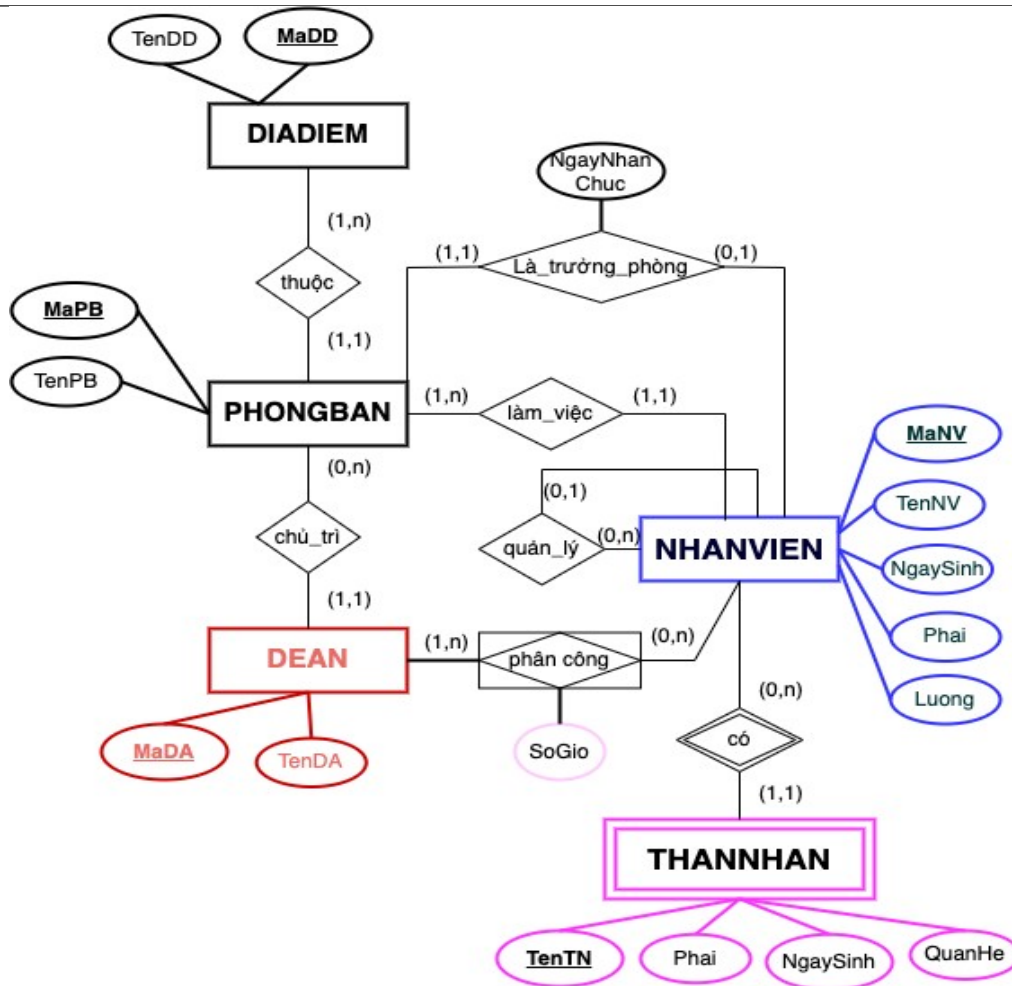 TenDD
MaDD
DIADIEM
NgayNhan
Chuc
(1,n)
(1,1)
Là_trưởng_phòng
(0,1)
thuộc
MaPB
(1,1)
TenPB
PHONGBAN
(1,n)
làm_việc
(1,1)
MaNV
(0,n)
(0,1)
TenNV
chủ_trì
quản_lý
(0,n)
NHANVIEN
NgaySinh
(1,1)
Phai
DEAN
(1,n)
phân công
(0,n)
Luong
(0,n)
MaDA
TenDA
SoGio
có
(1,1)
THANNHAN
TenTN
Phai
NgaySinh
QuanHe